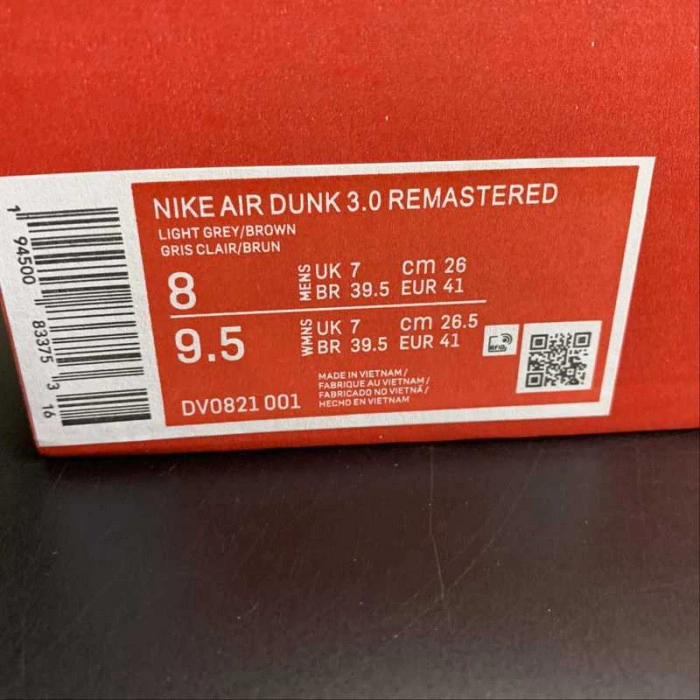 NIKE AIR DUNK 3.0 REMASTERED
LIGHT GREY/BROWN
GRIS CLAIR/BRUN
8 MENS UK 7 cm 26
BR 39.5 EUR 41
9.5 WMNS UK 7 cm 26.5
BR 39.5 EUR 41
DV0821 001
MADE IN VIETNAM /
FABRIQUE AU VIETNAM /
FABRICADO NO VIETNÃ /
HECHO EN VIETNAM
1 94500 83375 3 16